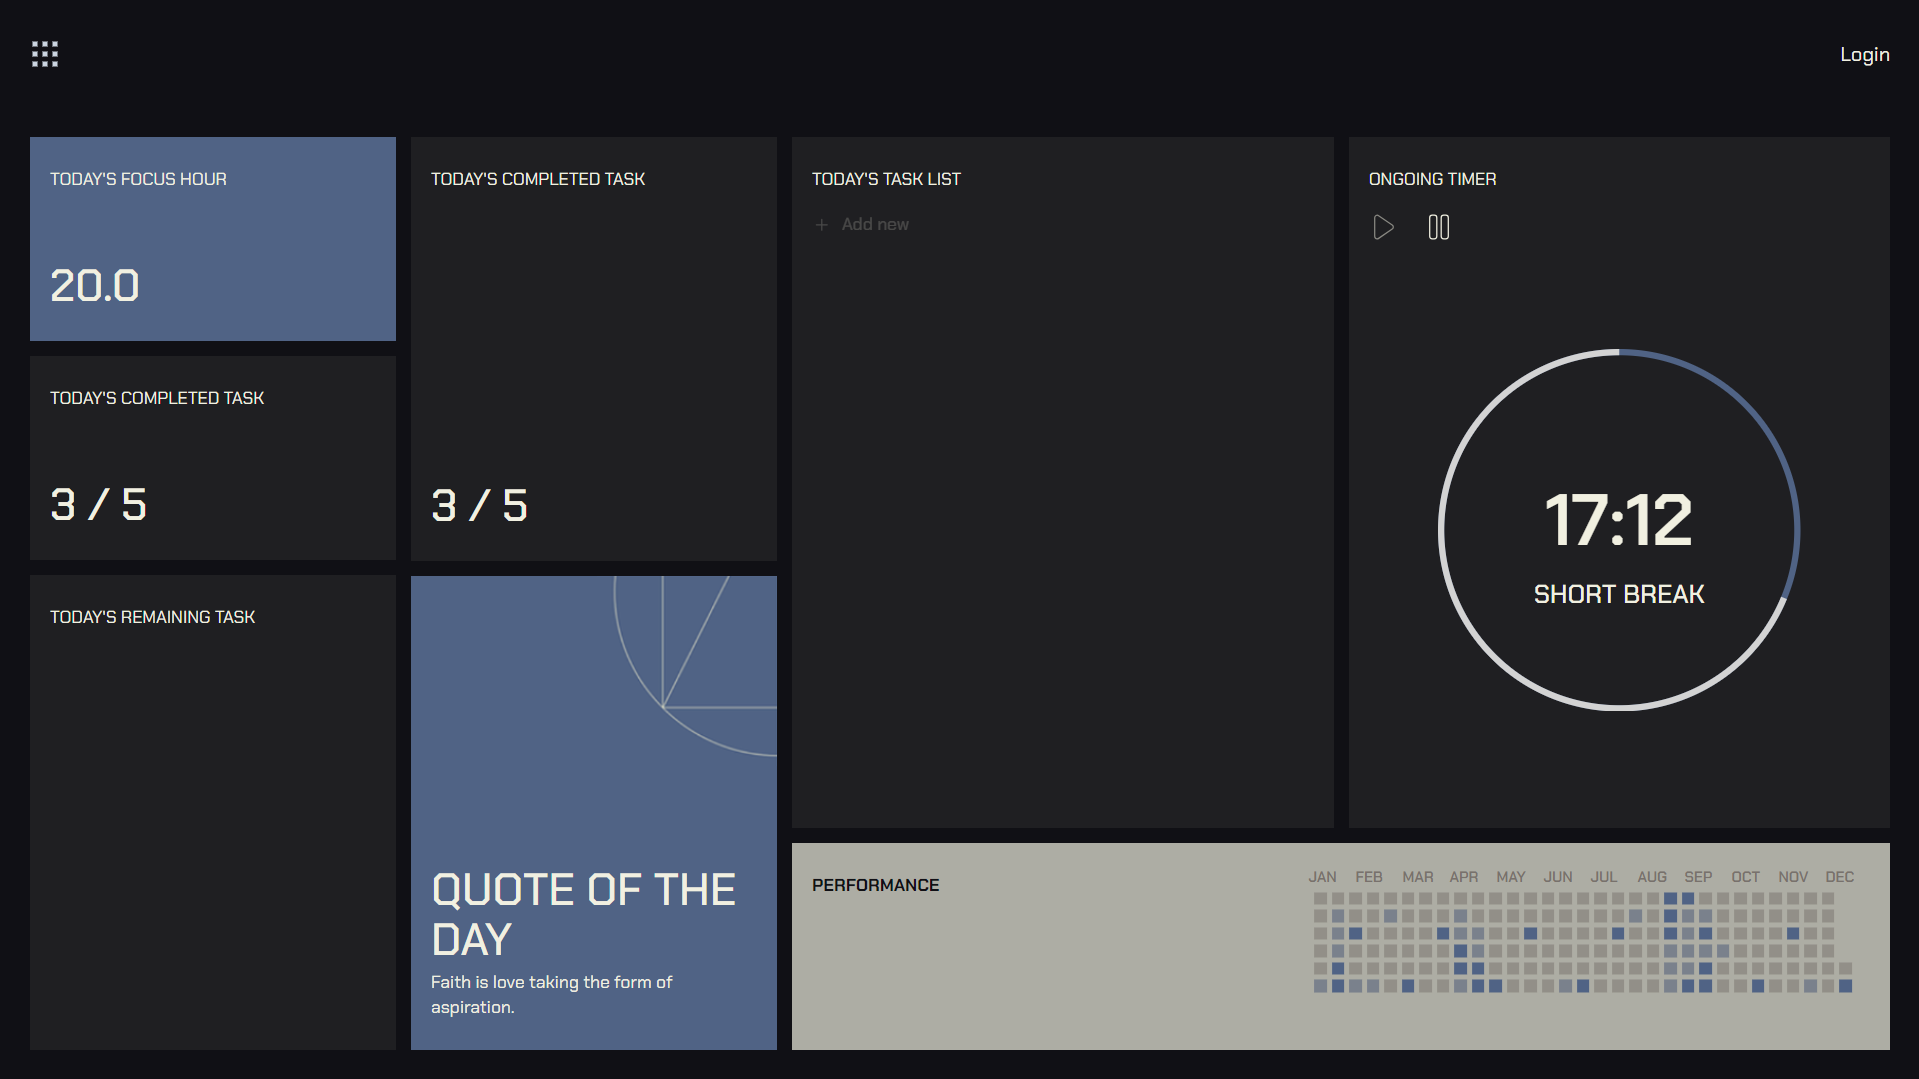 Login
TODAY'S FOCUS HOUR
20.0
TODAY'S COMPLETED TASK
3 / 5
TODAY'S REMAINING TASK
TODAY'S COMPLETED TASK
3 / 5
QUOTE OF THE
DAY
Faith is love taking the form of
aspiration.
TODAY'S TASK LIST
+ Add new
ONGOING TIMER
17:12
SHORT BREAK
PERFORMANCE
JAN FEB MAR APR MAY JUN JUL AUG SEP OCT NOV DEC